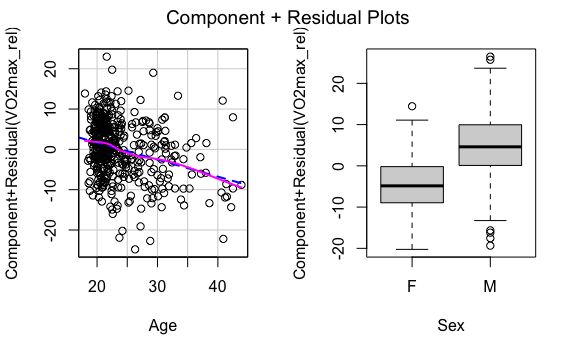 Component + Residual Plots
Component+Residual(VO2max_rel)
20
10
0
-10
-20
20
30
40
Age
Component+Residual(VO2max_rel)
20
10
0
-10
-20
F
M
Sex